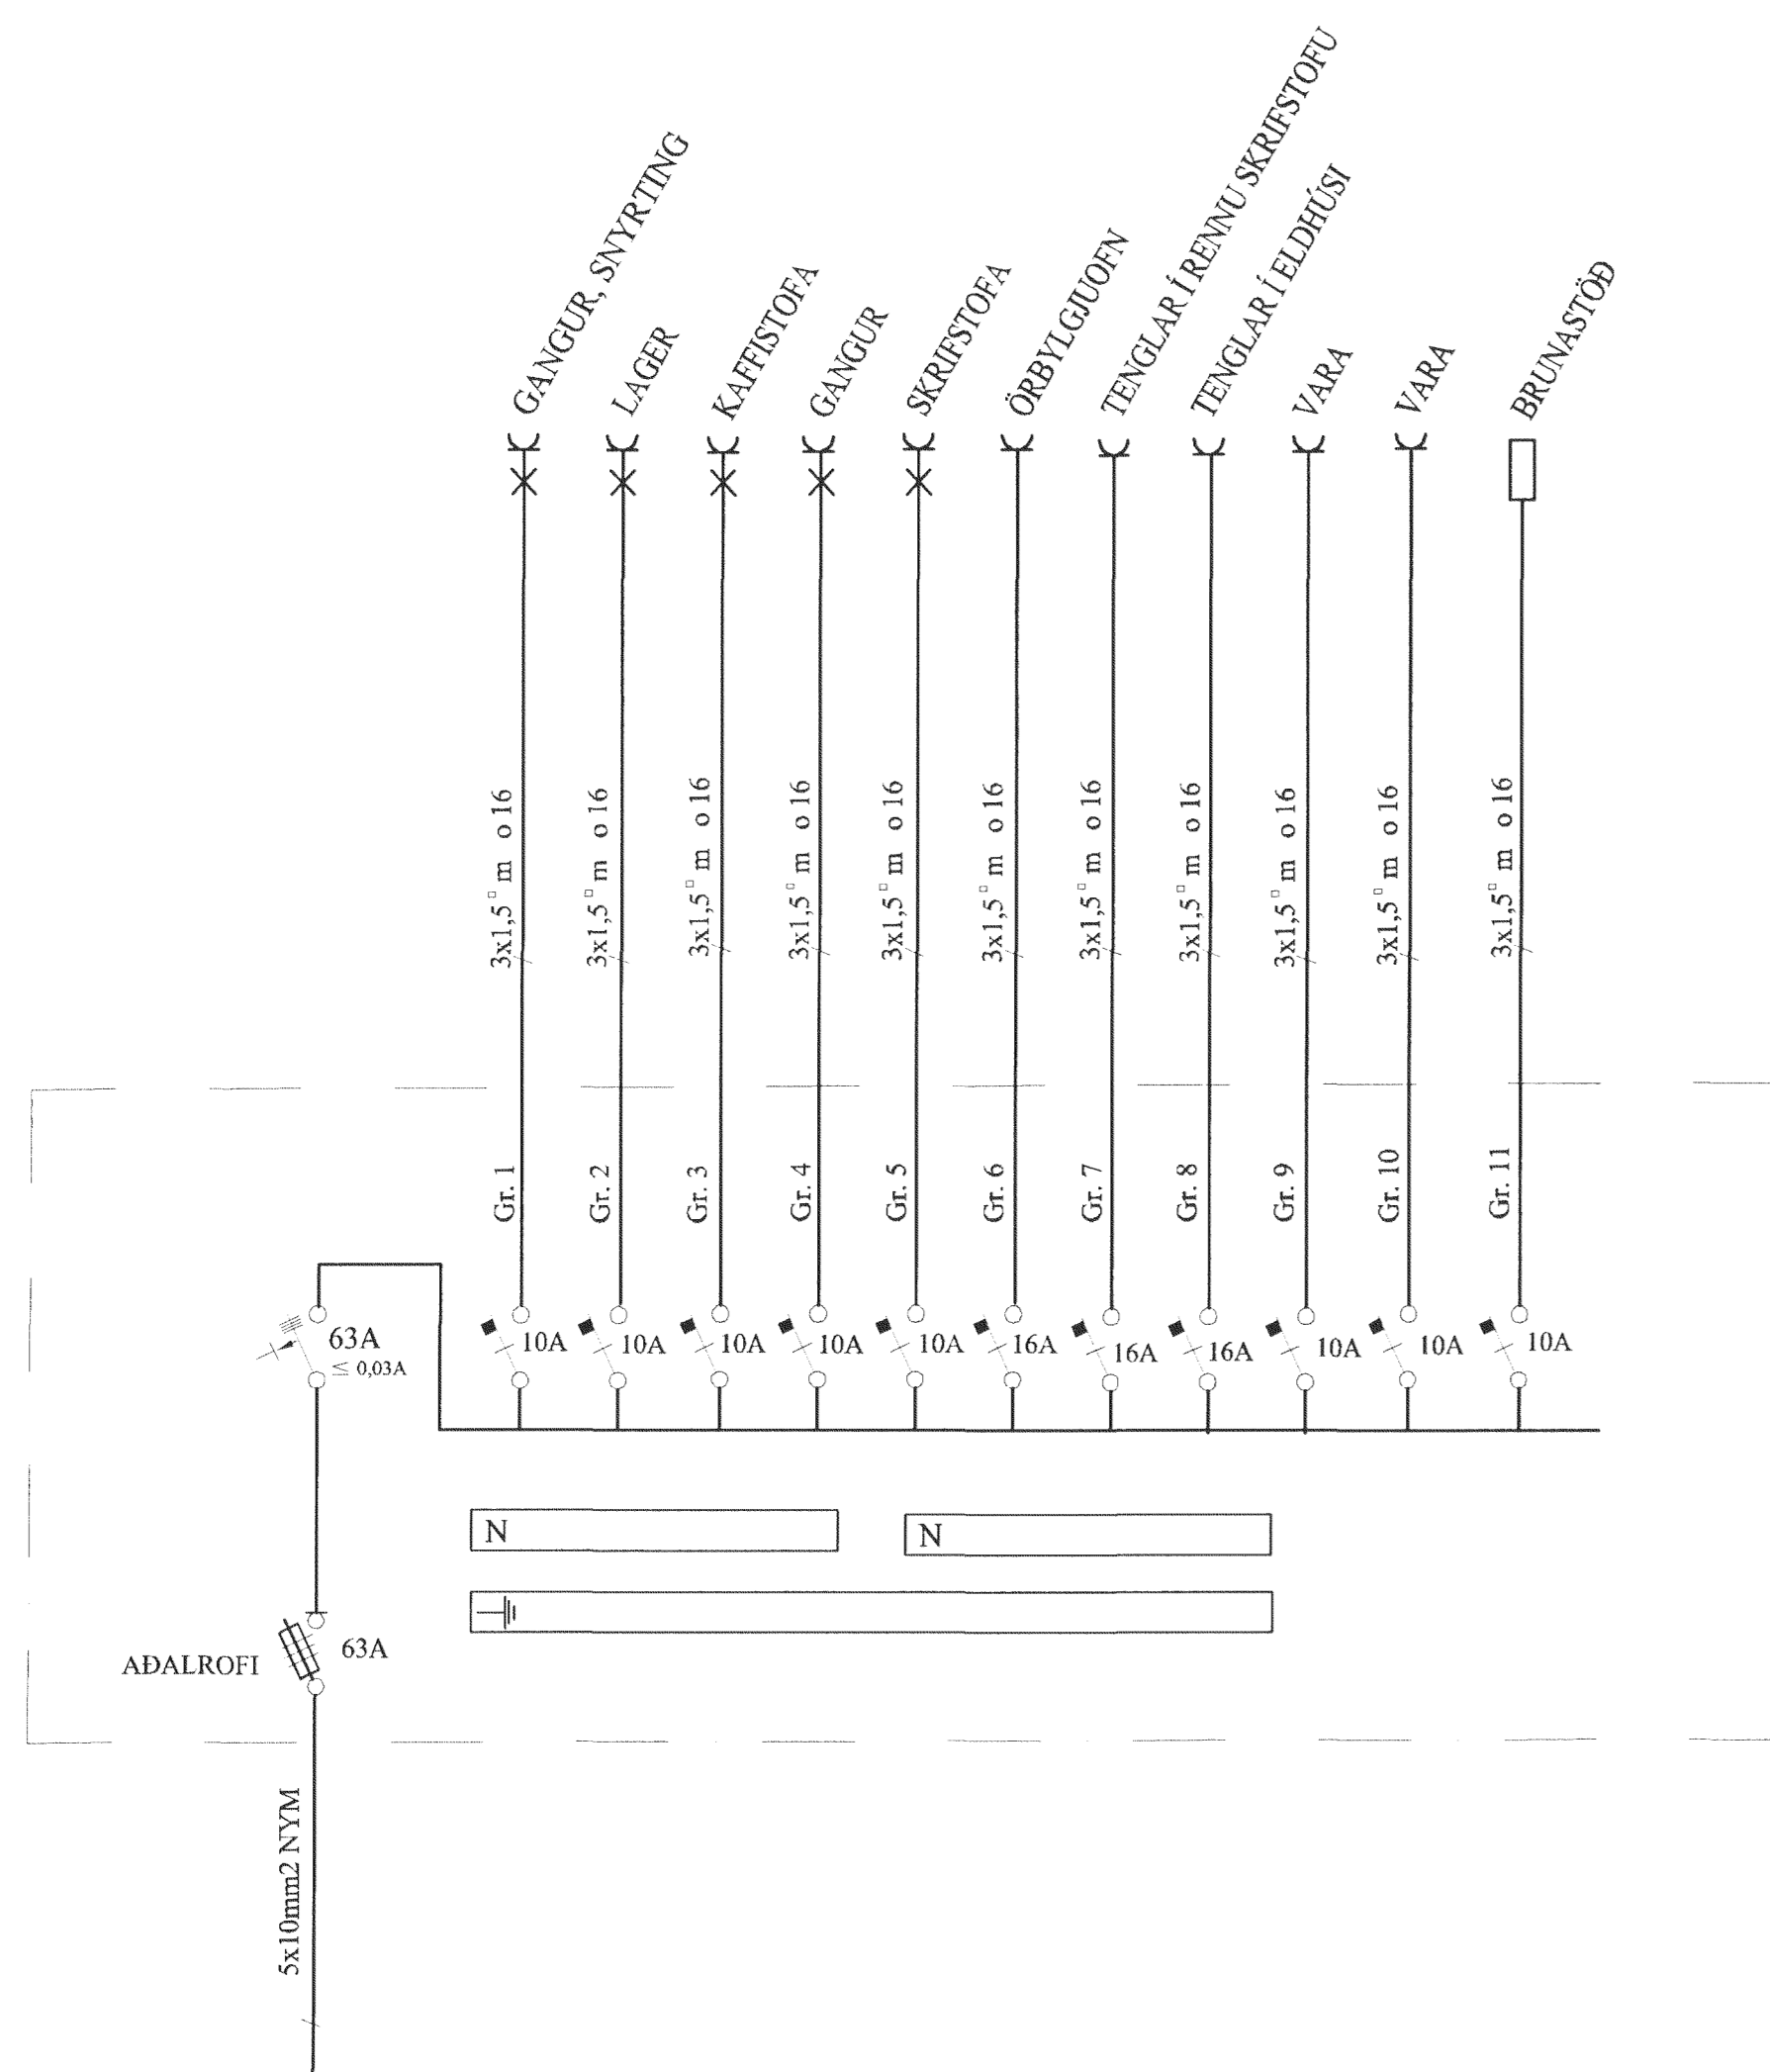 GANGUR, SNYRTING
LAGER
KAFFISTOFA
GANGUR
SKRIFSTOFA
ÖRBYLGJUOFN
TENGLAR Í RENNU SKRIFSTOFU
TENGLAR Í ELDHÚSI
VARA
VARA
BRUNASTÖÐ
3x1,5□ m o 16
3x1,5□ m o 16
3x1,5□ m o 16
3x1,5□ m o 16
3x1,5□ m o 16
3x1,5□ m o 16
3x1,5□ m o 16
3x1,5□ m o 16
3x1,5□ m o 16
3x1,5□ m o 16
3x1,5□ m o 16
Gr. 1
Gr. 2
Gr. 3
Gr. 4
Gr. 5
Gr. 6
Gr. 7
Gr. 8
Gr. 9
Gr. 10
Gr. 11
63A
≤ 0,03A
10A
10A
10A
10A
10A
16A
16A
16A
10A
10A
10A
N
N
AÐALROFI
63A
5x10mm2 NYM